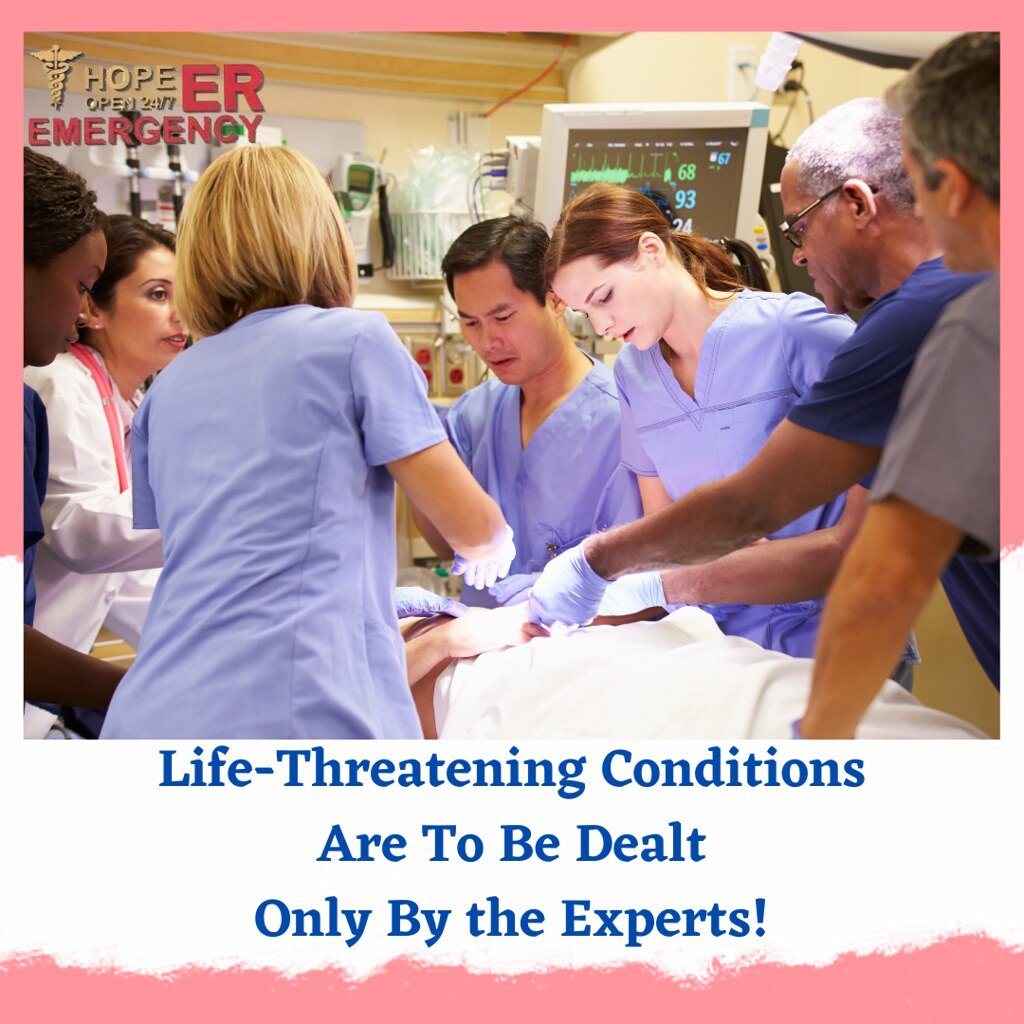 HOPE ER
OPEN 24/7
EMERGENCY
67
68
93
24
Life-Threatening Conditions
Are To Be Dealt
Only By the Experts!